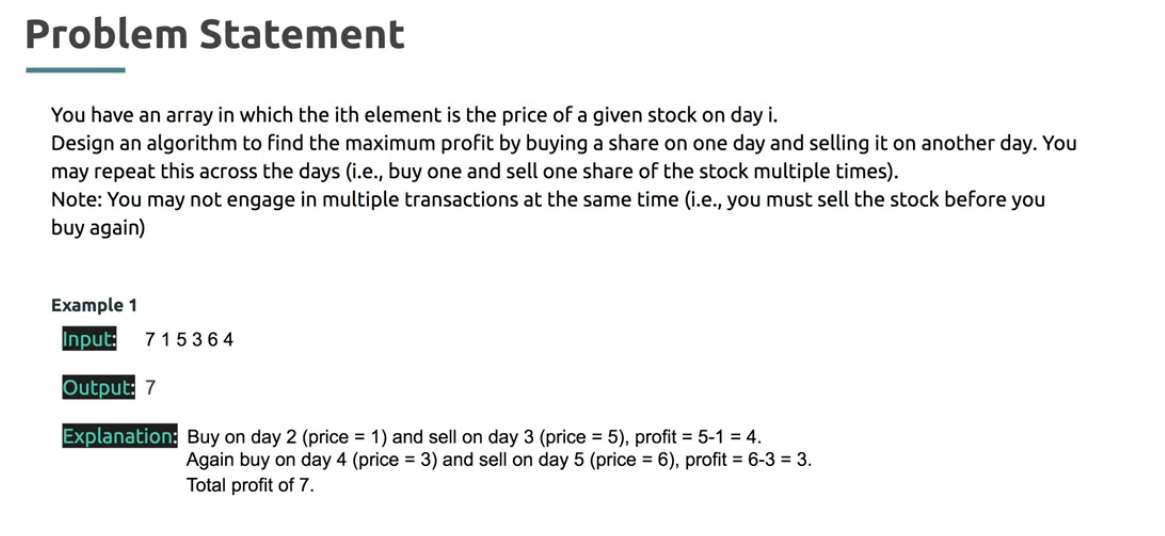 Problem Statement
You have an array in which the ith element is the price of a given stock on day i.
Design an algorithm to find the maximum profit by buying a share on one day and selling it on another day. You
may repeat this across the days (i.e., buy one and sell one share of the stock multiple times).
Note: You may not engage in multiple transactions at the same time (i.e., you must sell the stock before you
buy again)
Example 1
Input: 7 1 5 3 6 4
Output: 7
Explanation: Buy on day 2 (price = 1) and sell on day 3 (price = 5), profit = 5-1 = 4.
Again buy on day 4 (price = 3) and sell on day 5 (price = 6), profit = 6-3 = 3.
Total profit of 7.